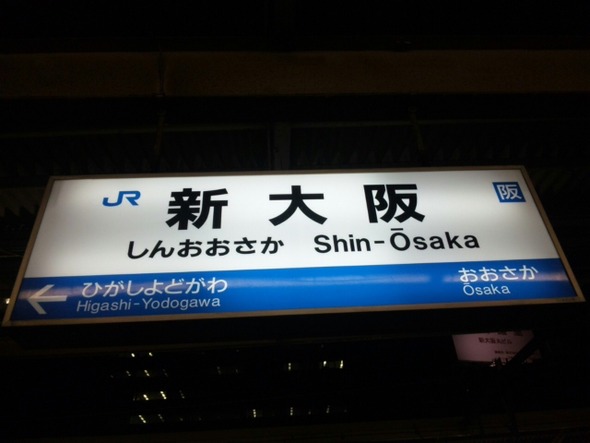 JR 新大阪 阪
しんおおさか Shin-Ōsaka
ひがしよどがわ おおさか
Higashi-Yodogawa Ōsaka